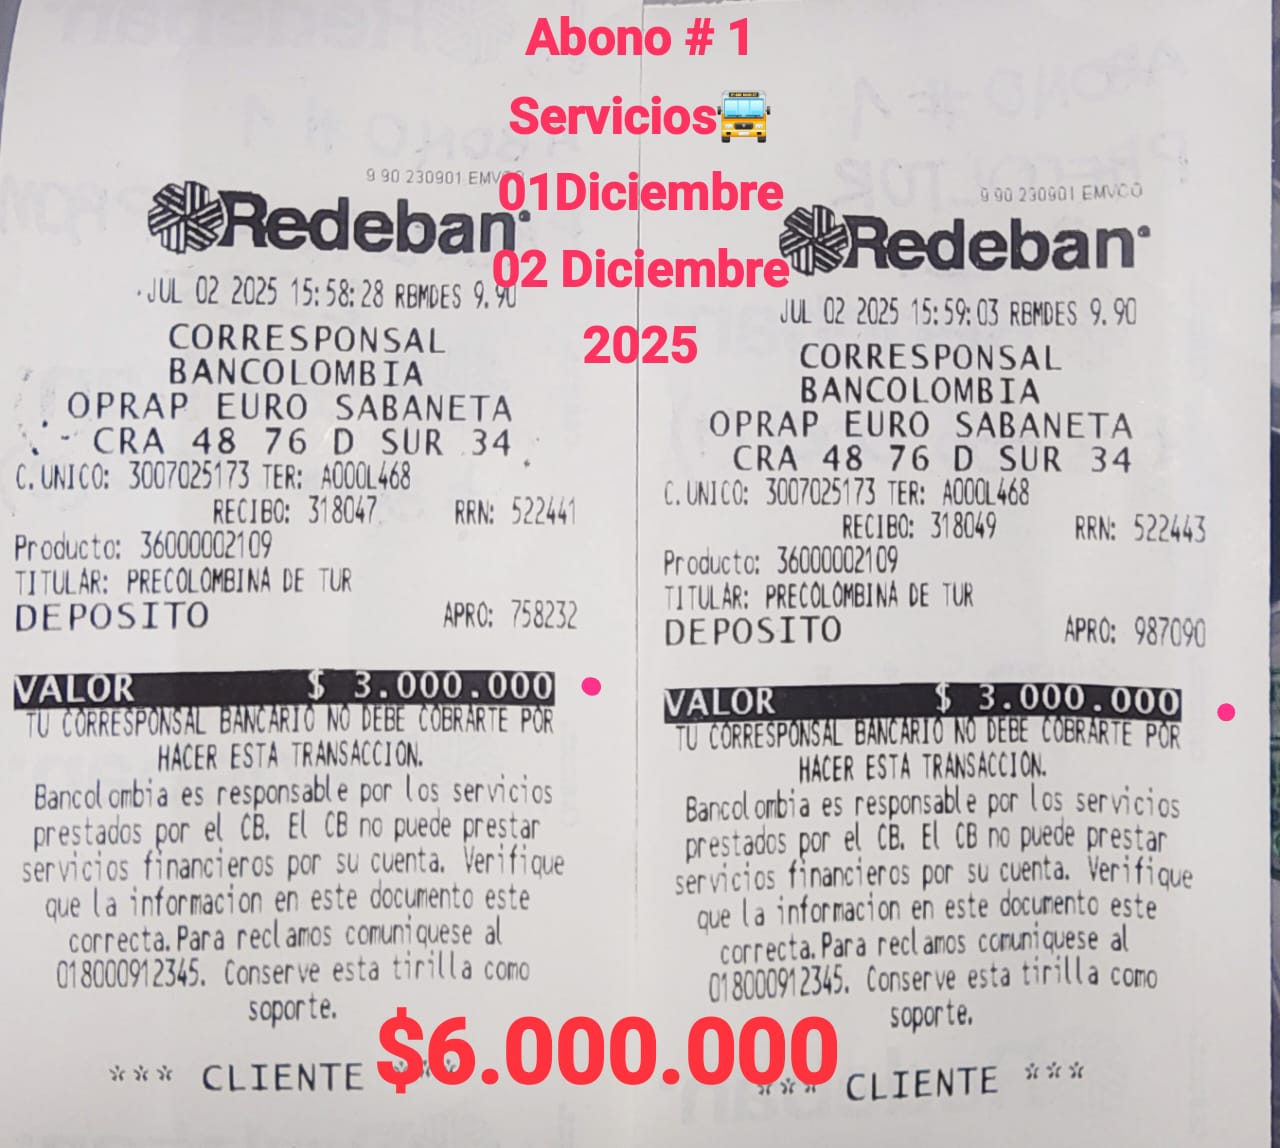 Abono # 1
Servicios
01Diciembre
02 Diciembre
2025
9 90 230901 EMVCO
Redeban
JUL 02 2025 15:58:28 RBMDES 9.90
CORRESPONSAL
BANCOLOMBIA
OPRAP EURO SABANETA
CRA 48 76 D SUR 34
C.UNICO: 3007025173 TER: A000L468
RECIBO: 318047 RRN: 522441
Producto: 36000002109
TITULAR: PRECOLOMBINA DE TUR
DEPOSITO APRO: 758232
VALOR $ 3.000.000
TU CORRESPONSAL BANCARIO NO DEBE COBRARTE POR
HACER ESTA TRANSACCION.
Bancolombia es responsable por los servicios
prestados por el CB. El CB no puede prestar
servicios financieros por su cuenta. Verifique
que la informacion en este documento este
correcta.Para reclamos comuniquese al
018000912345. Conserve esta tirilla como
soporte.
*** CLIENTE ***
9 90 230901 EMVCO
Redeban
JUL 02 2025 15:59:03 RBMDES 9.90
CORRESPONSAL
BANCOLOMBIA
OPRAP EURO SABANETA
CRA 48 76 D SUR 34
C.UNICO: 3007025173 TER: A000L468
RECIBO: 318049 RRN: 522443
Producto: 36000002109
TITULAR: PRECOLOMBINA DE TUR
DEPOSITO APRO: 987090
VALOR $ 3.000.000
TU CORRESPONSAL BANCARIO NO DEBE COBRARTE POR
HACER ESTA TRANSACCION.
Bancolombia es responsable por los servicios
prestados por el CB. El CB no puede prestar
servicios financieros por su cuenta. Verifique
que la informacion en este documento este
correcta.Para reclamos comuniquese al
018000912345. Conserve esta tirilla como
soporte.
*** CLIENTE ***
$6.000.000